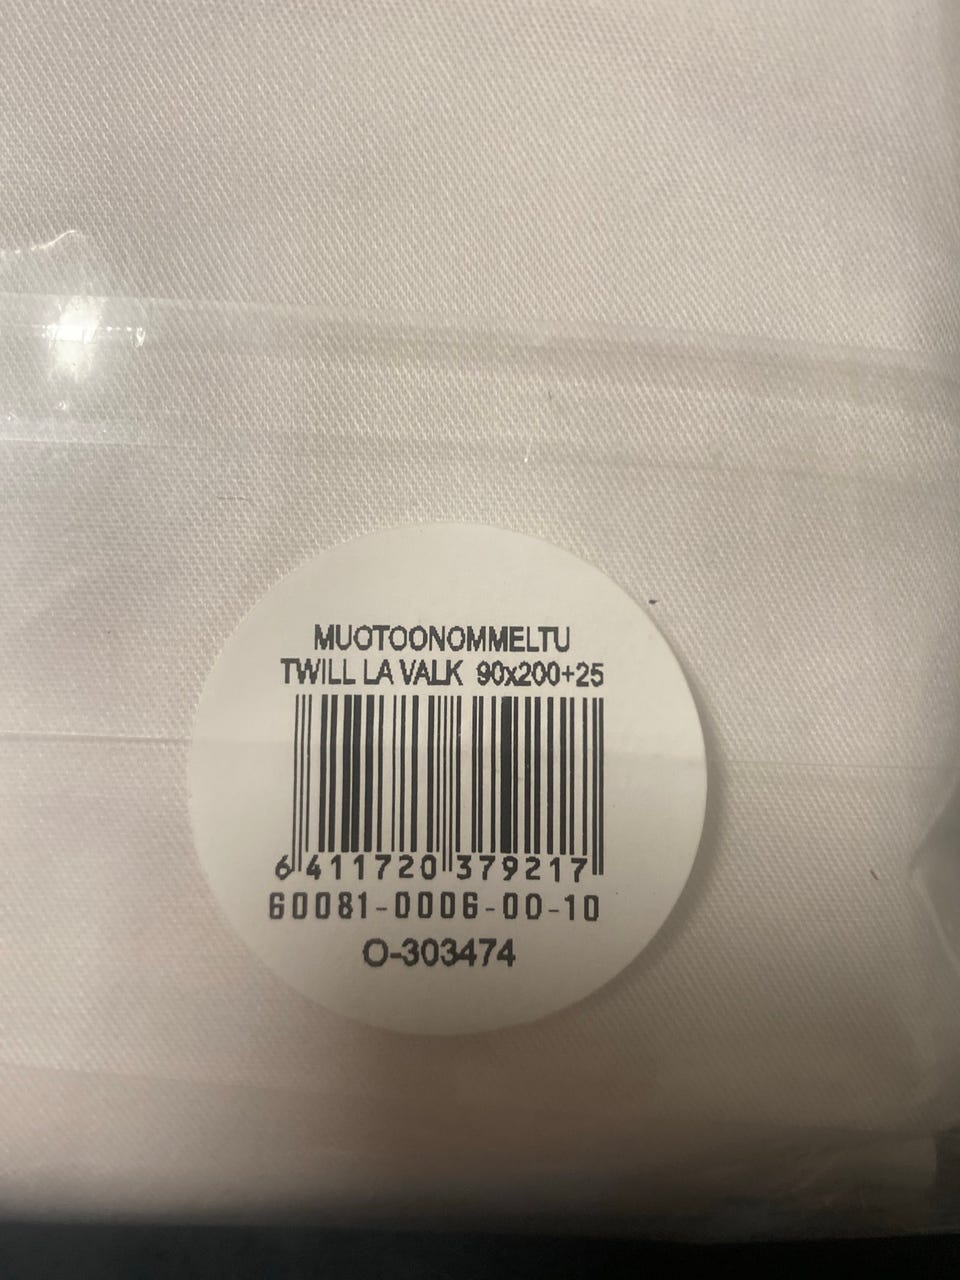 MUOTOONOMMELTU
TWILL LA VALK 90x200+25
6 411720 379217
60081-0006-00-10
O-303474